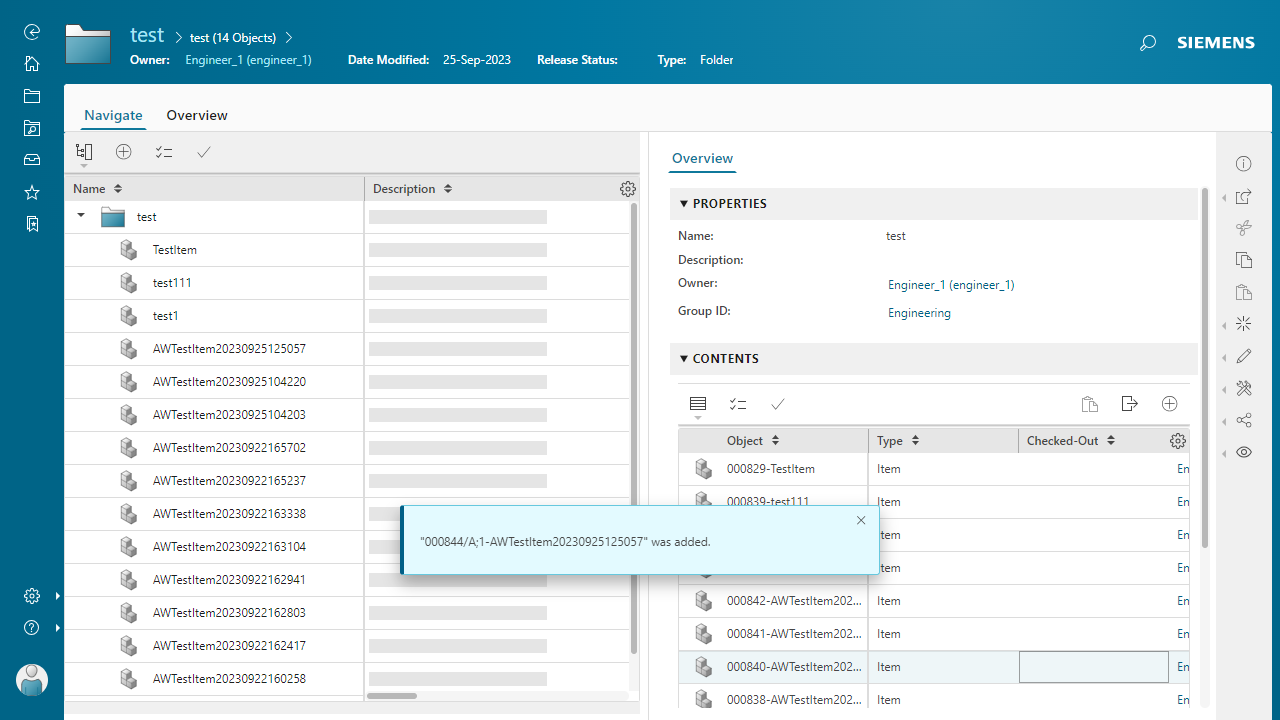 test
test (14 Objects)
Owner: Engineer_1 (engineer_1) Date Modified: 25-Sep-2023 Release Status: Type: Folder
SIEMENS
Navigate Overview
Name Description
test
TestItem
test111
test1
AWTestItem20230925125057
AWTestItem20230925104220
AWTestItem20230925104203
AWTestItem20230922165702
AWTestItem20230922165237
AWTestItem20230922163338
AWTestItem20230922163104
AWTestItem20230922162941
AWTestItem20230922162803
AWTestItem20230922162417
AWTestItem20230922160258
Overview
PROPERTIES
Name: test
Description:
Owner: Engineer_1 (engineer_1)
Group ID: Engineering
CONTENTS
Object Type Checked-Out
000829-TestItem Item En
000839-test111 Item En
Item En
Item En
000842-AWTestItem202... Item En
000841-AWTestItem202... Item En
000840-AWTestItem202... Item En
000838-AWTestItem202... Item En
"000844/A;1-AWTestItem20230925125057" was added.